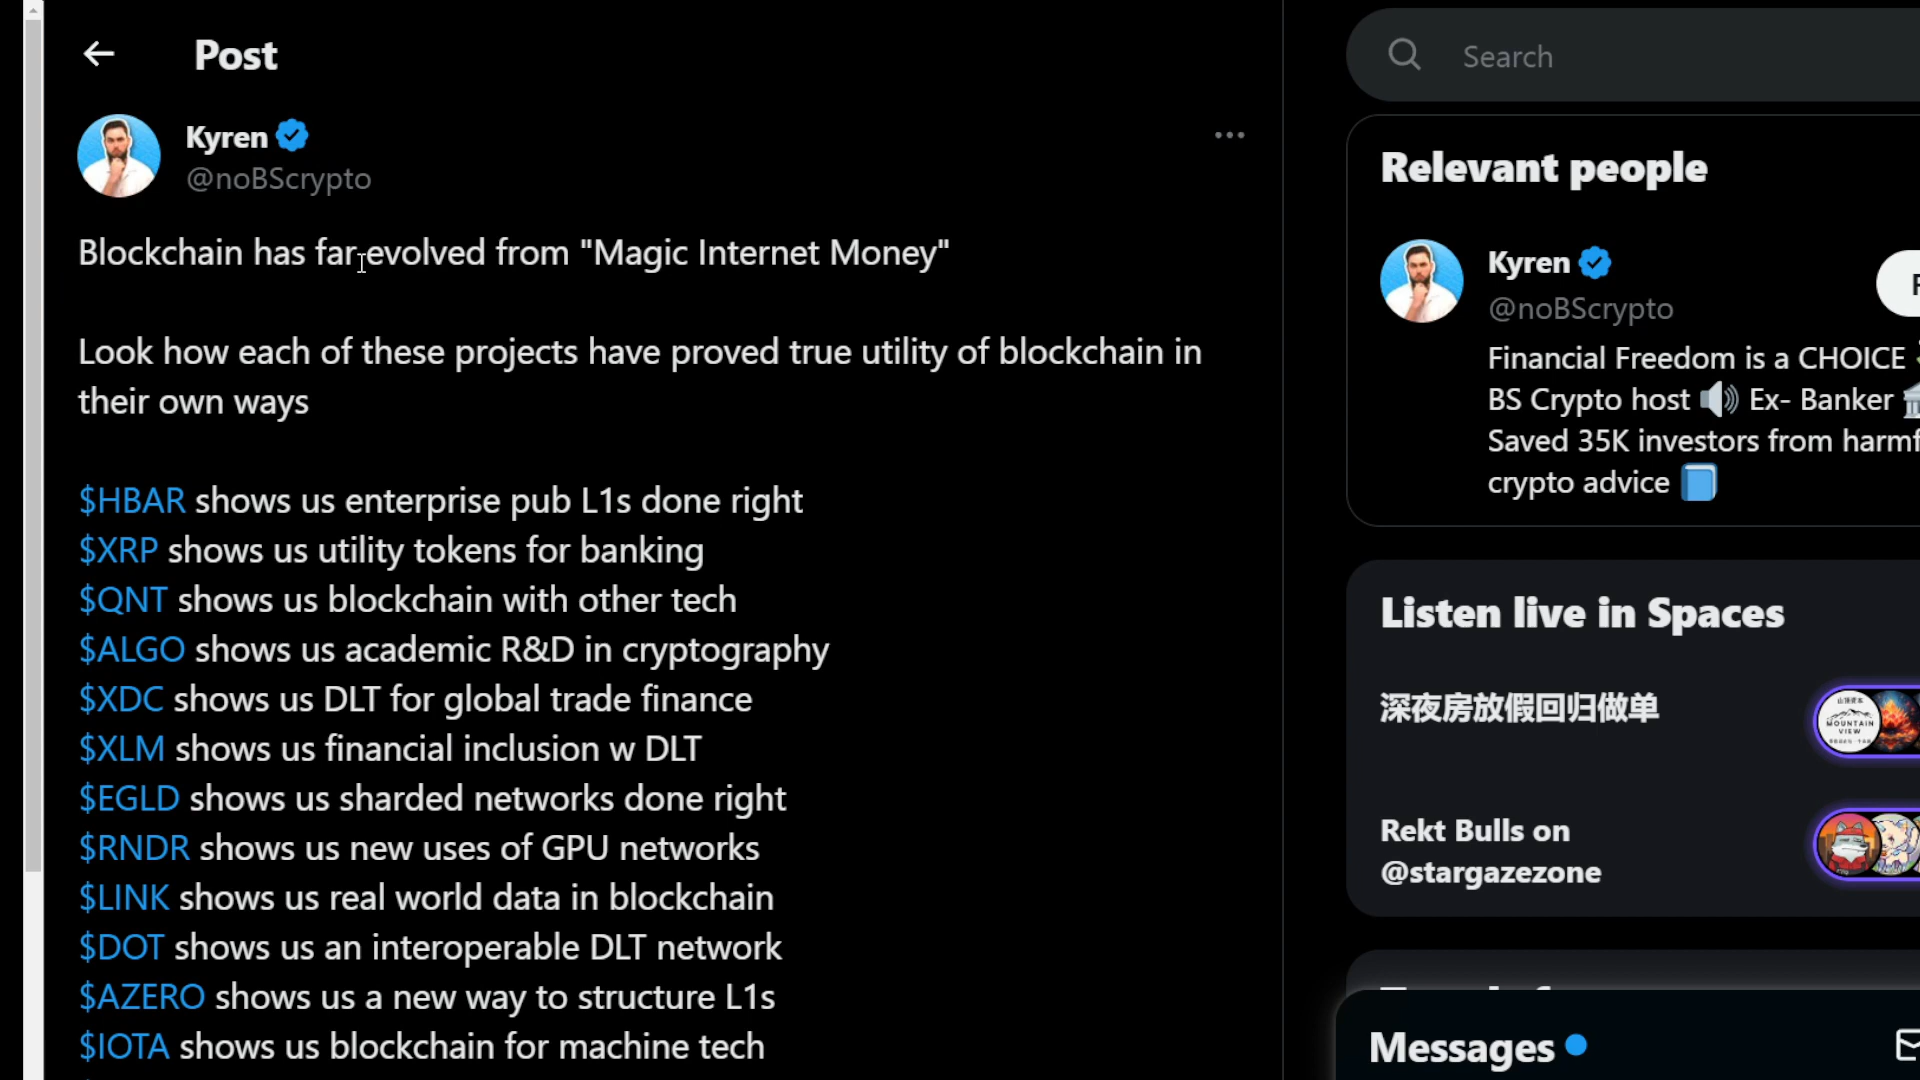 Post
Kyren
@noBScrypto
Blockchain has far evolved from "Magic Internet Money"
Look how each of these projects have proved true utility of blockchain in
their own ways
$HBAR shows us enterprise pub L1s done right
$XRP shows us utility tokens for banking
$QNT shows us blockchain with other tech
$ALGO shows us academic R&D in cryptography
$XDC shows us DLT for global trade finance
$XLM shows us financial inclusion w DLT
$EGLD shows us sharded networks done right
$RNDR shows us new uses of GPU networks
$LINK shows us real world data in blockchain
$DOT shows us an interoperable DLT network
$AZERO shows us a new way to structure L1s
$IOTA shows us blockchain for machine tech
Search
Relevant people
Kyren
@noBScrypto
Financial Freedom is a CHOICE
BS Crypto host Ex- Banker
Saved 35K investors from
crypto advice
Listen live in Spaces
深夜房放假回归做单
MOUNTAIN
VIEW
Rekt Bulls on
@stargazezone
Messages